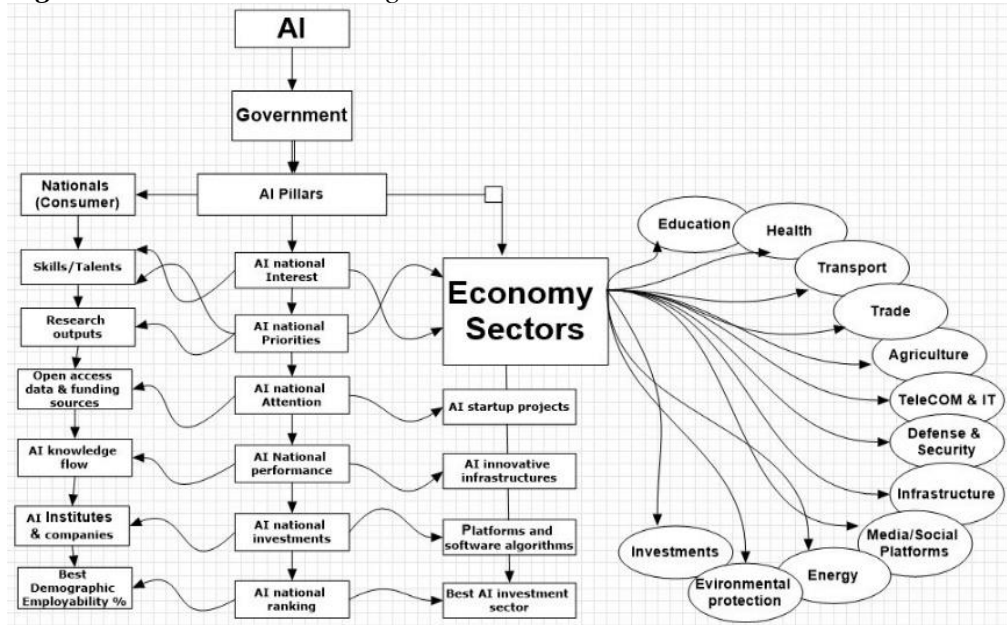 AI
Government
Nationals
(Consumer)
AI Pillars
Skills/Talents
AI national
Interest
Research
outputs
AI national
Priorities
Open access
data & funding
sources
AI national
Attention
AI knowledge
flow
AI National
performance
AI Institutes
& companies
AI national
investments
Best
Demographic
Employability %
AI national
ranking
Economy
Sectors
AI startup projects
AI innovative
infrastructures
Platforms and
software algorithms
Best AI investment
sector
Education
Health
Transport
Trade
Agriculture
TeleCOM & IT
Defense &
Security
Infrastructure
Media/Social
Platforms
Energy
Evironmental
protection
Investments